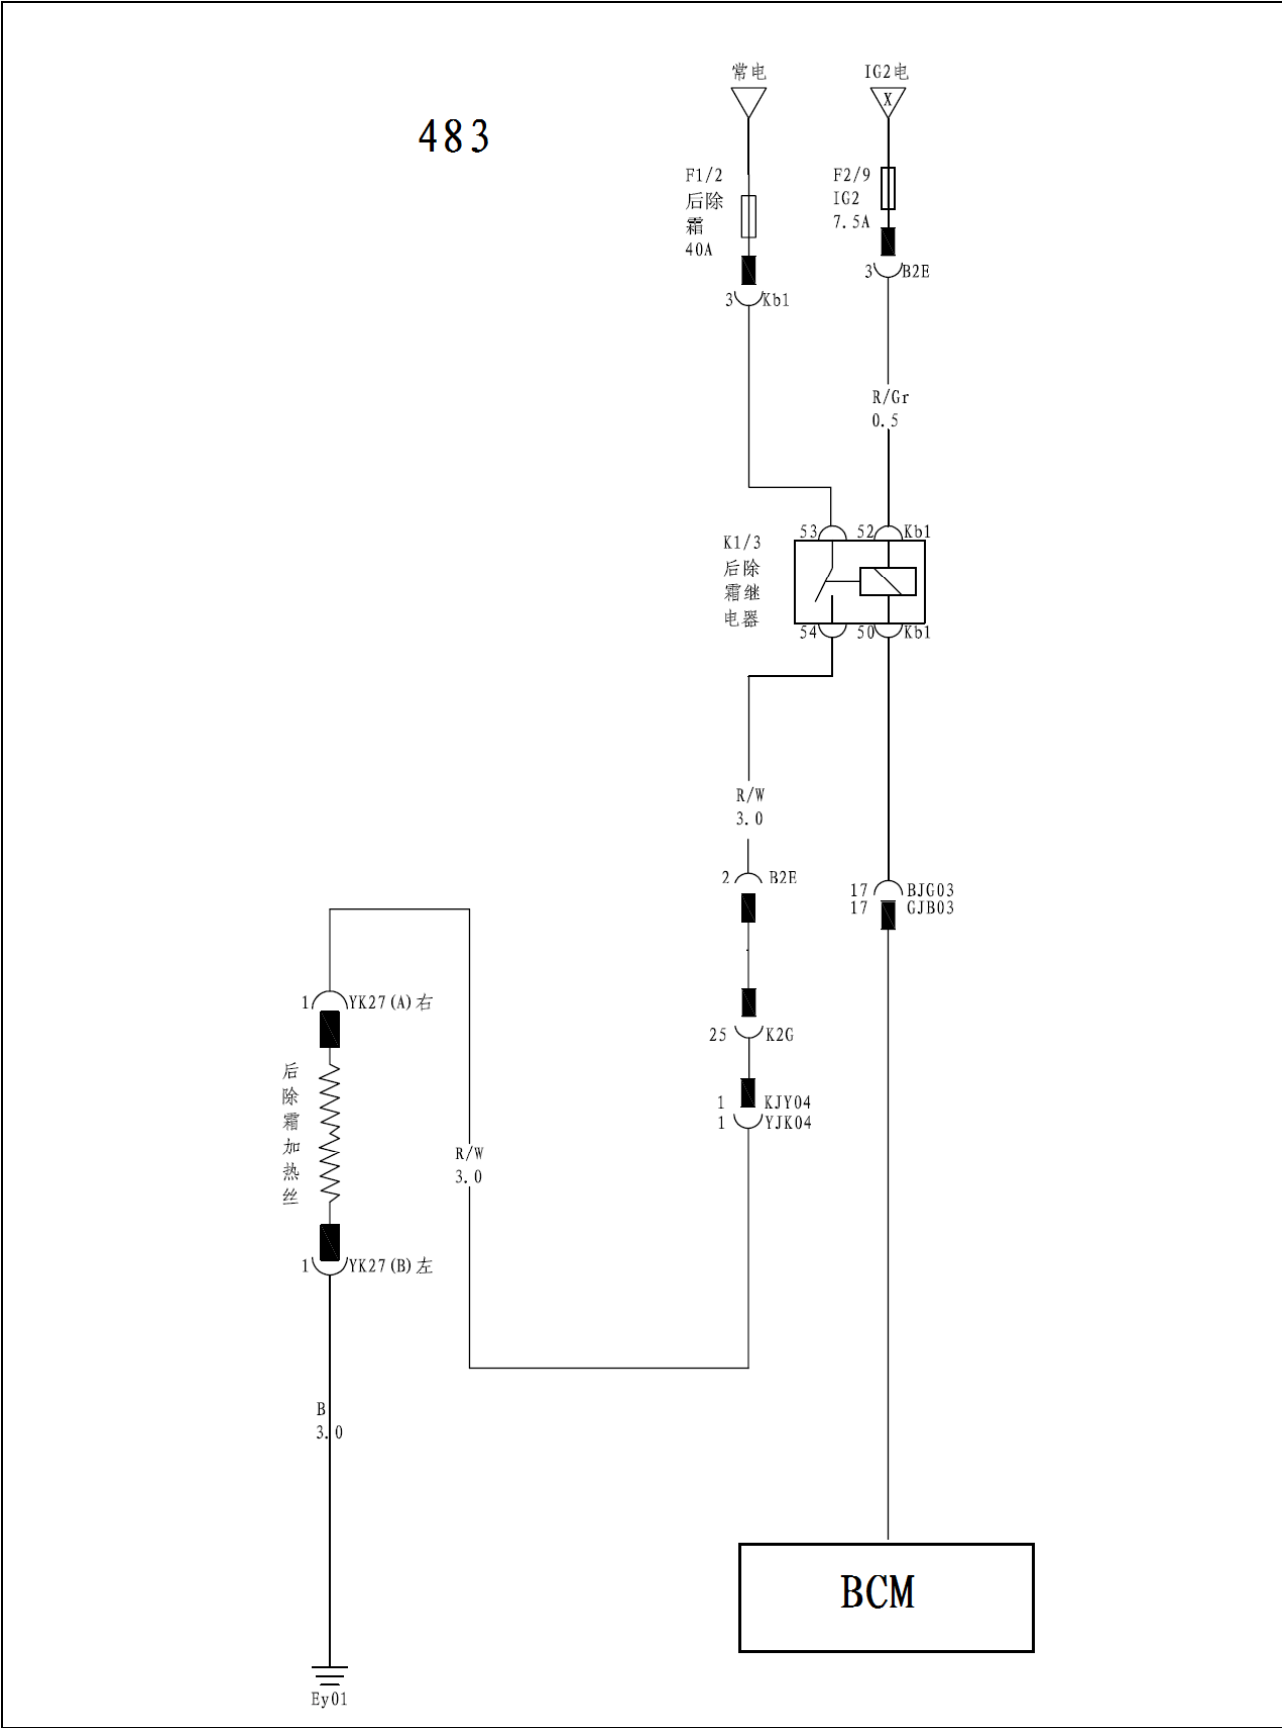 常电
IG2电
X
483
F1/2
后除
霜
40A
F2/9
IG2
7.5A
3 B2E
3 Kb1
R/Gr
0.5
53 52 Kb1
K1/3
后除
霜继
电器
54 50 Kb1
R/W
3.0
2 B2E
17 BJG03
17 GJB03
1 YK27(A)右
25 K2G
后除霜加热丝
1 KJY04
1 YJK04
R/W
3.0
1 YK27(B)左
B
3.0
BCM
Ey01